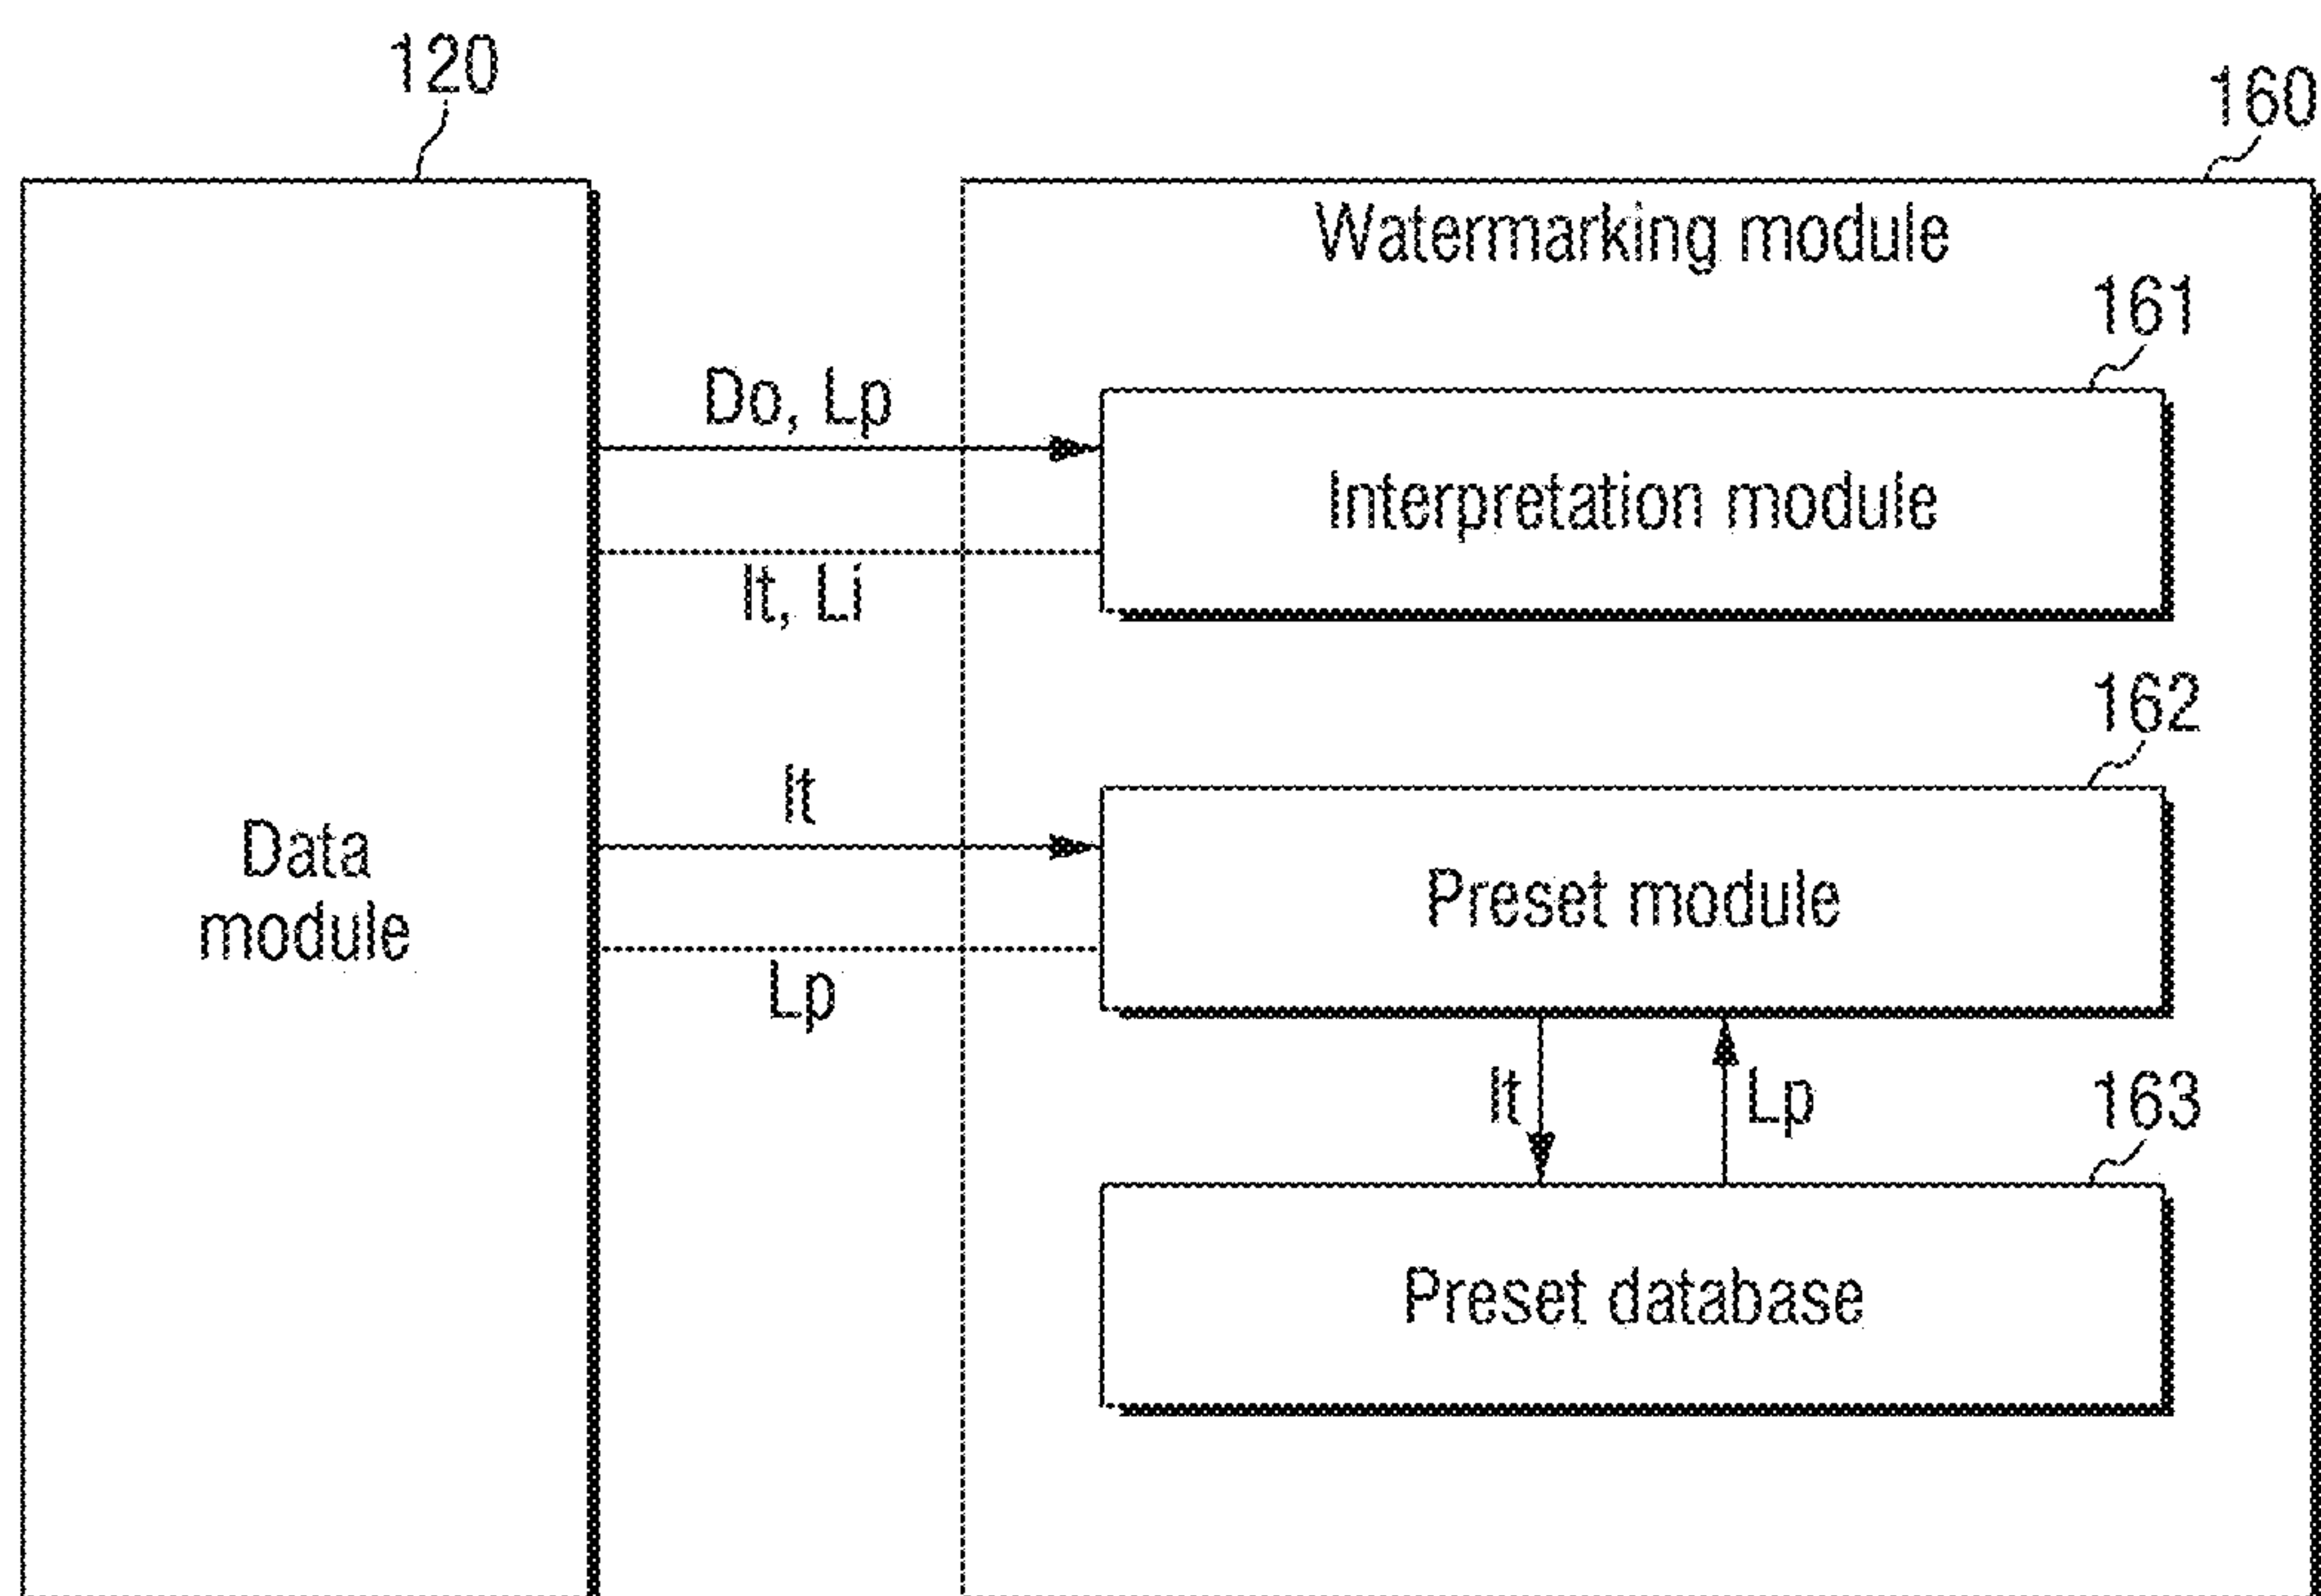 120
160
Watermarking module
161
Do, Lp
Interpretation module
It, Li
162
It
Data
module
Preset module
Lp
It
Lp
163
Preset database